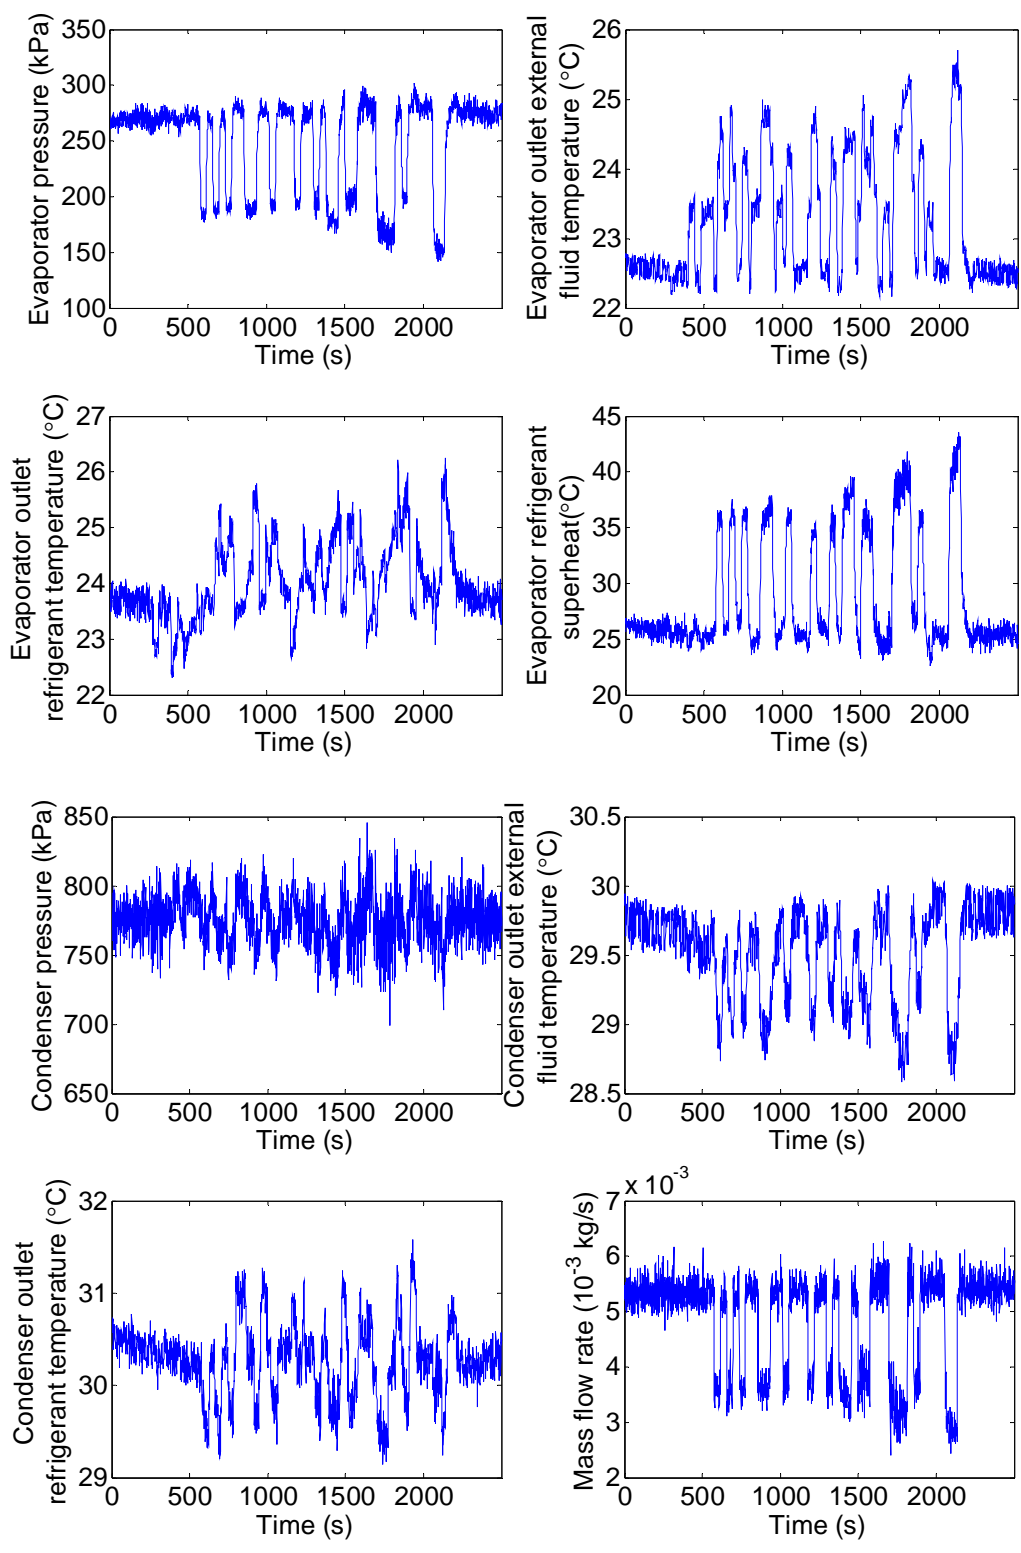 Evaporator pressure (kPa)
350
300
250
200
150
100
0 500 1000 1500 2000
Time (s)
Evaporator outlet external
fluid temperature (°C)
26
25
24
23
22
0 500 1000 1500 2000
Time (s)
Evaporator outlet
refrigerant temperature (°C)
27
26
25
24
23
22
0 500 1000 1500 2000
Time (s)
Evaporator refrigerant
superheat(°C)
45
40
35
30
25
20
0 500 1000 1500 2000
Time (s)
Condenser pressure (kPa)
850
800
750
700
650
0 500 1000 1500 2000
Time (s)
Condenser outlet external
fluid temperature (°C)
30.5
30
29.5
29
28.5
0 500 1000 1500 2000
Time (s)
Condenser outlet
refrigerant temperature (°C)
32
31
30
29
0 500 1000 1500 2000
Time (s)
Mass flow rate (10⁻³ kg/s)
x 10⁻³
7
6
5
4
3
2
0 500 1000 1500 2000
Time (s)